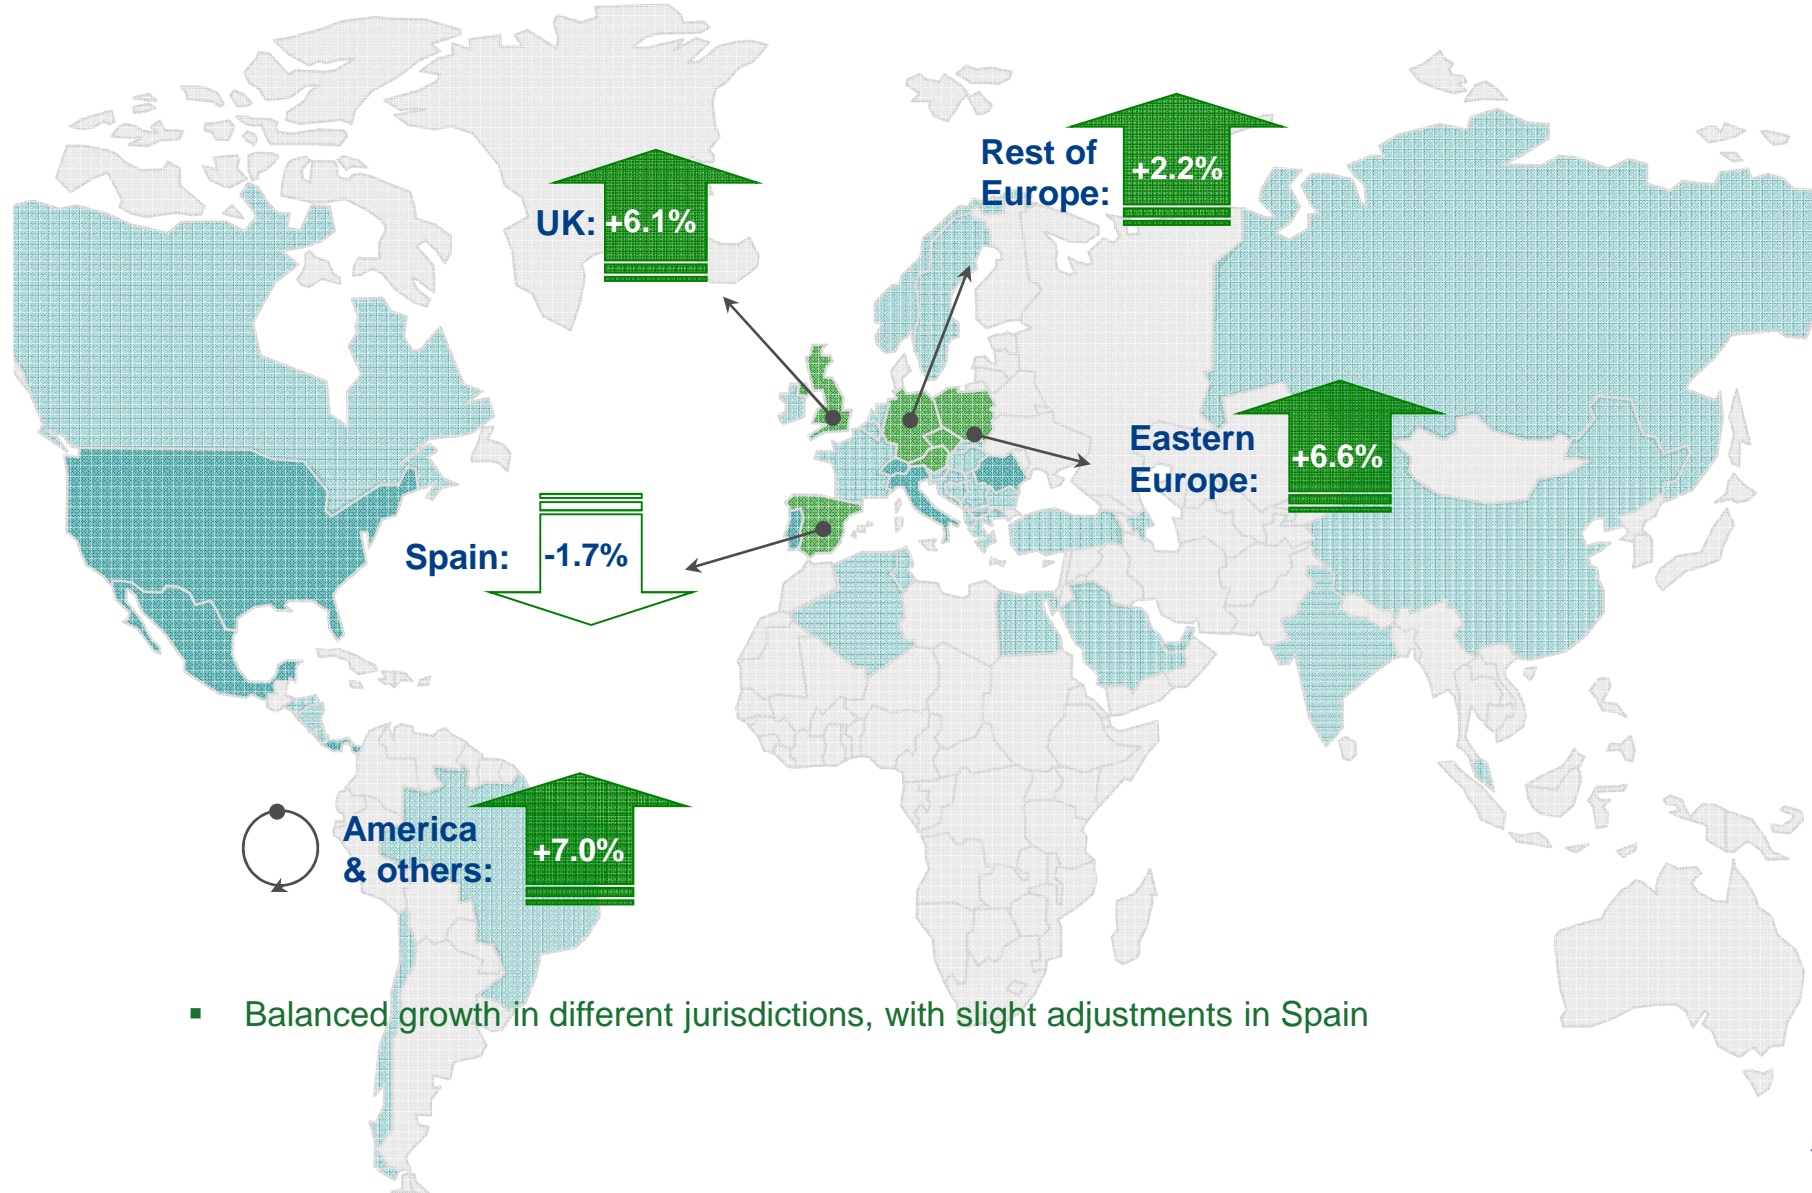 Rest of
Europe:
+2.2%
UK:
+6.1%
Eastern
Europe:
+6.6%
Spain:
-1.7%
America
& others:
+7.0%
▪ Balanced growth in different jurisdictions, with slight adjustments in Spain